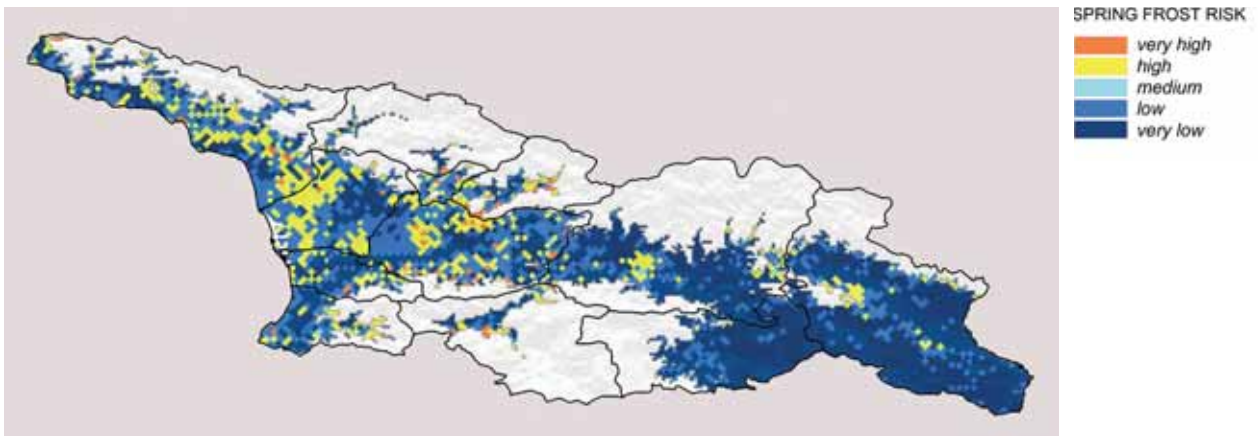 SPRING FROST RISK
very high
high
medium
low
very low